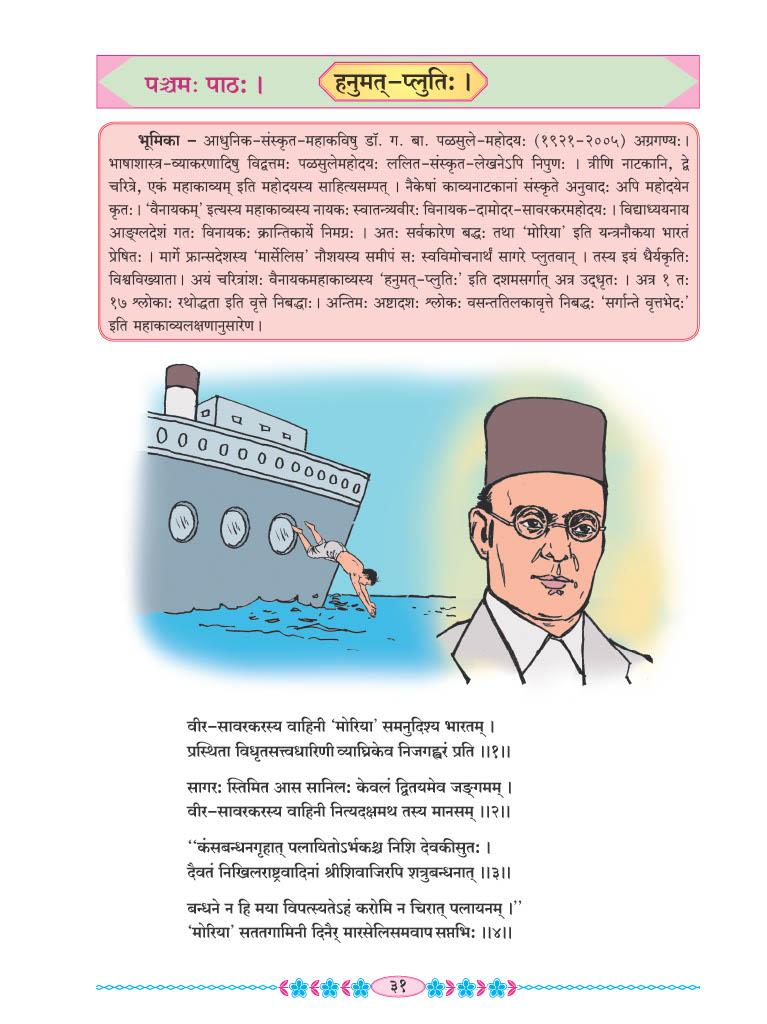 पञ्चमः पाठः ।
हनुमत्-प्लुतिः ।
भूमिका – आधुनिक-संस्कृत-महाकविषु डॉ. ग. बा. पळसुले-महोदयः (१९२१-२००५) अग्रगण्यः।
भाषाशास्त्र-व्याकरणादिषु विद्वत्तमः पळसुलेमहोदयः ललित-संस्कृत-लेखनेऽपि निपुणः । त्रीणि नाटकानि, द्वे
चरित्रे, एकं महाकाव्यम् इति महोदयस्य साहित्यसम्पत् । नैकेषां काव्यनाटकानां संस्कृते अनुवादः अपि महोदयेन
कृतः। ‘वैनायकम्’ इत्यस्य महाकाव्यस्य नायकः स्वातन्त्र्यवीरः विनायक-दामोदर-सावरकरमहोदयः। विद्याध्ययनाय
आङ्ग्लदेशं गतः विनायकः क्रान्तिकार्ये निमग्नः । अतः सर्वकारेण बद्धः तथा ‘मोरिया’ इति यन्त्रनौकया भारतं
प्रेषितः । मार्गे फ्रान्सदेशस्य ‘मार्सेलिस’ नौशयस्य समीपं सः स्वविमोचनार्थं सागरे प्लुतवान् । तस्य इयं धैर्यकृतिः
विश्वविख्याता। अयं चरित्रांशः वैनायकमहाकाव्यस्य ‘हनुमत्-प्लुतिः’ इति दशमसर्गात् अत्र उद्धृतः । अत्र १ तः
१७ श्लोकाः रथोद्धता इति वृत्ते निबद्धाः। अन्तिमः अष्टादशः श्लोकः वसन्ततिलकावृत्ते निबद्धः ‘सर्गान्ते वृत्तभेदः’
इति महाकाव्यलक्षणानुसारेण।
वीर-सावरकरस्य वाहिनी ‘मोरिया’ समनुदिश्य भारतम् ।
प्रस्थिता विधृतसत्त्वधारिणी व्याघ्रिकेव निजगह्वरं प्रति ।।१।।
सागरः स्तिमित आस सानिलः केवलं द्वितयमेव जङ्गमम् ।
वीर-सावरकरस्य वाहिनी नित्यदक्षमथ तस्य मानसम् ।।२।।
‘‘कंसबन्धनगृहात् पलायितोऽर्भकश्च निशि देवकीसुतः ।
दैवतं निखिलराष्ट्रवादिनां श्रीशिवाजिरपि शत्रुबन्धनात् ।।३।।
बन्धने न हि मया विपत्स्यतेऽहं करोमि न चिरात् पलायनम् ।’’
‘मोरिया’ सततगामिनी दिनैर् मारसेलिसमवाप सप्तभिः ।।४।।
३१